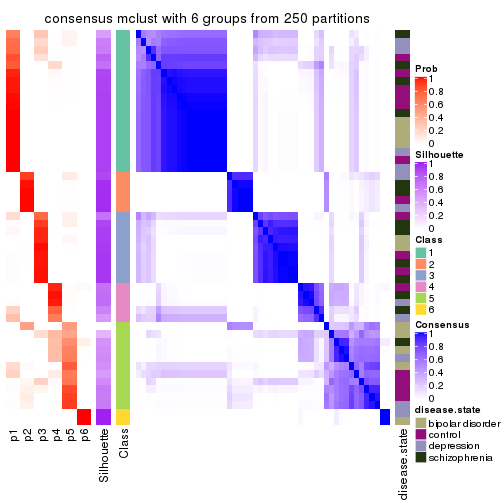 consensus mclust with 6 groups from 250 partitions
Prob
1
0.8
0.6
0.4
0.2
0
Silhouette
1
0.8
0.6
0.4
0.2
0
Class
1
2
3
4
5
6
Consensus
1
0.8
0.6
0.4
0.2
0
disease.state
bipolar disorder
control
depression
schizophrenia
p1
p2
p3
p4
p5
p6
Silhouette
Class
disease.state